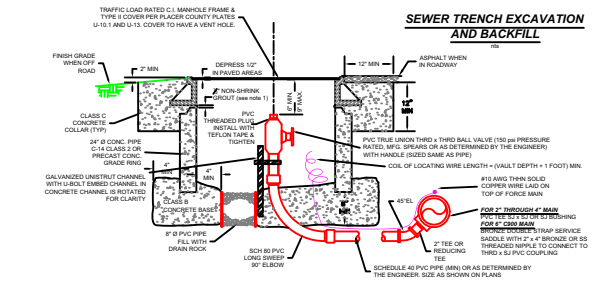 TRAFFIC LOAD RATED C.I. MANHOLE FRAME &
TYPE II COVER PER PLACER COUNTY PLATES
U-10.1 AND U-13. COVER TO HAVE A VENT HOLE.
SEWER TRENCH EXCAVATION
AND BACKFILL
nts
FINISH GRADE
WHEN OFF
ROAD
2" MIN
DEPRESS 1/2"
IN PAVED AREAS
12" MIN
ASPHALT WHEN
IN ROADWAY
NON-SHRINK
GROUT (see note 1)
6" MIN.
9" MAX.
12"
MIN
CLASS C
CONCRETE
COLLAR (TYP)
PVC
THREADED PLUG
INSTALL WITH
TEFLON TAPE &
TIGHTEN
24" Ø CONC. PIPE
C-14 CLASS 2 OR
PRECAST CONC.
GRADE RING
PVC TRUE UNION THRD x THRD BALL VALVE (150 psi PRESSURE
RATED, MFG. SPEARS OR AS DETERMINED BY THE ENGINEER)
WITH HANDLE (SIZED SAME AS PIPE)
4"
MIN
4"
MIN
COIL OF LOCATING WIRE LENGTH = (VAULT DEPTH + 1 FOOT) MIN.
GALVANIZED UNISTRUT CHANNEL
WITH U-BOLT EMBED CHANNEL IN
CONCRETE CHANNEL IS ROTATED
FOR CLARITY
#10 AWG THHN SOLID
COPPER WIRE LAID ON
TOP OF FORCE MAIN
CLASS B
CONCRETE BASE
MIN
45°EL
FOR 2" THROUGH 4" MAIN
PVC TEE SJ x SJ OR SJ BUSHING
FOR 6" C900 MAIN
BRONZE DOUBLE STRAP SERVICE
SADDLE WITH 2" x 4" BRONZE OR SS
THREADED NIPPLE TO CONNECT TO
THRD x SJ PVC COUPLING
8" Ø PVC PIPE
FILL WITH
DRAIN ROCK
SCH 80 PVC
LONG SWEEP
90° ELBOW
2" TEE OR
REDUCING
TEE
SCHEDULE 40 PVC PIPE (MIN) OR AS DETERMINED BY
THE ENGINEER. SIZE AS SHOWN ON PLANS